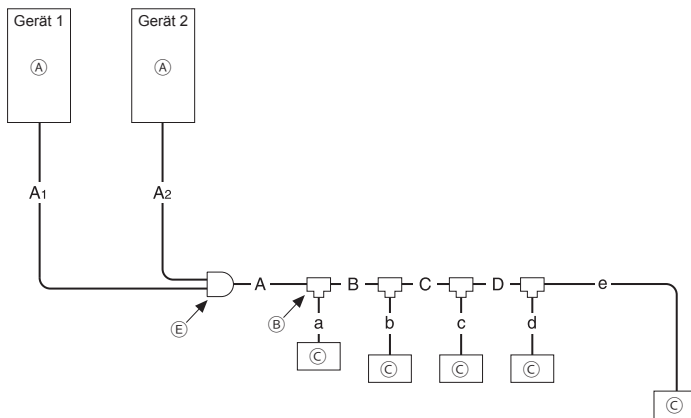 Gerät 1 Gerät 2
Ⓐ Ⓐ
A1 A2
A B C D e
Ⓔ Ⓑ a b c d
Ⓒ Ⓒ Ⓒ Ⓒ
Ⓒ